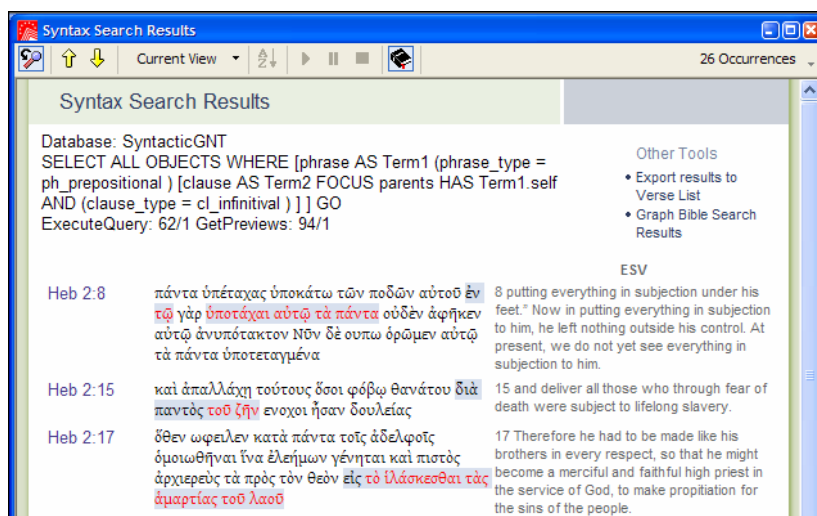 Syntax Search Results
Current View
26 Occurrences
Syntax Search Results
Database: SyntacticGNT
SELECT ALL OBJECTS WHERE [phrase AS Term1 (phrase_type =
ph_prepositional ) [clause AS Term2 FOCUS parents HAS Term1.self
AND (clause_type = cl_infinitival ) ] ] GO
ExecuteQuery: 62/1 GetPreviews: 94/1
Other Tools
• Export results to
Verse List
• Graph Bible Search
Results
ESV
Heb 2:8
πάντα ὑπέταχας ὑποκάτω τῶν ποδῶν αὐτοῦ ἐν
τῷ γὰρ ὑποτάχαι αὐτῷ τὰ πάντα οὐδὲν ἀφῆκεν
αὐτῷ ἀνυπότακτον Νῦν δὲ ουπω ὁρῶμεν αὐτῷ
τὰ πάντα ὑποτεταγμένα
8 putting everything in subjection under his
feet.” Now in putting everything in subjection
to him, he left nothing outside his control. At
present, we do not yet see everything in
subjection to him.
Heb 2:15
καὶ ἀπαλλάχῃ τούτους ὅσοι φόβῳ θανάτου διὰ
παντὸς τοῦ ζῆν ενοχοι ἦσαν δουλείας
15 and deliver all those who through fear of
death were subject to lifelong slavery.
Heb 2:17
ὅθεν ωφειλεν κατὰ πάντα τοῖς ἀδελφοῖς
ὁμοιωθῆναι ἵνα ἐλεήμων γένηται καὶ πιστὸς
ἀρχιερεὺς τὰ πρὸς τὸν θεὸν εἰς τὸ ἱλάσκεσθαι τὰς
ἁμαρτίας τοῦ λαοῦ
17 Therefore he had to be made like his
brothers in every respect, so that he might
become a merciful and faithful high priest in
the service of God, to make propitiation for
the sins of the people.